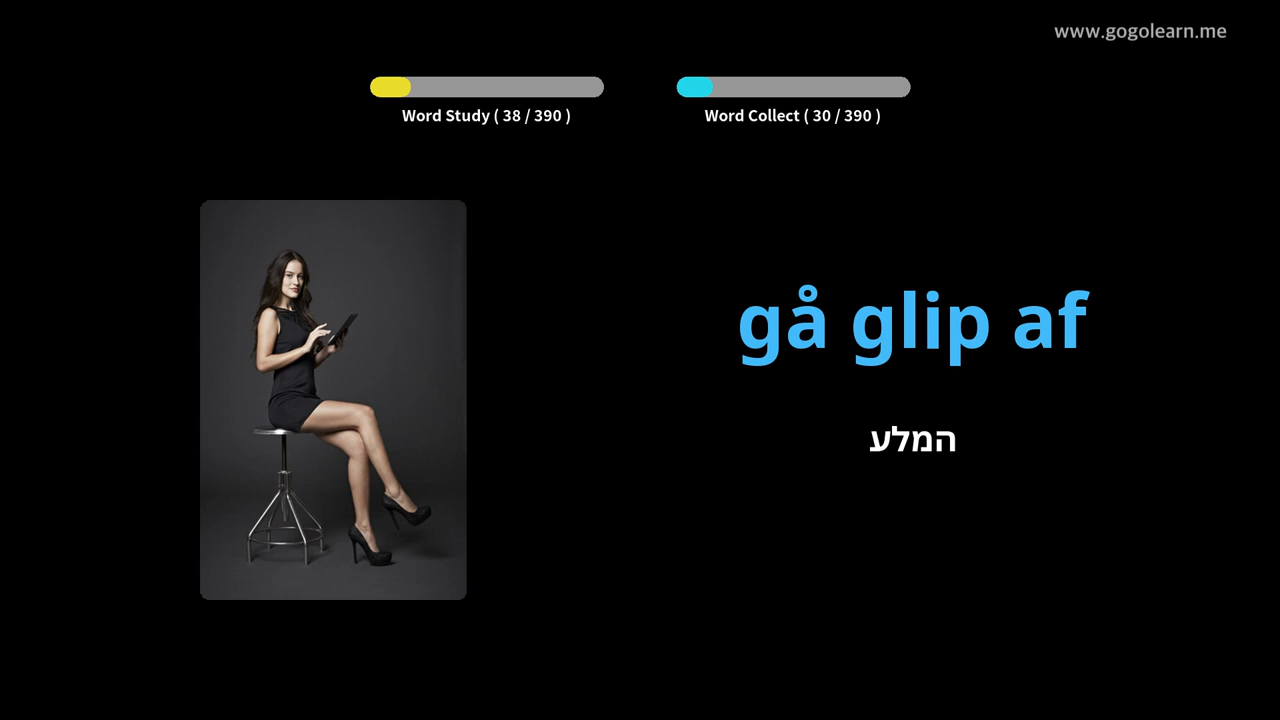 www.gogolearn.me
Word Study ( 38 / 390 )
Word Collect ( 30 / 390 )
gå glip af
המלע